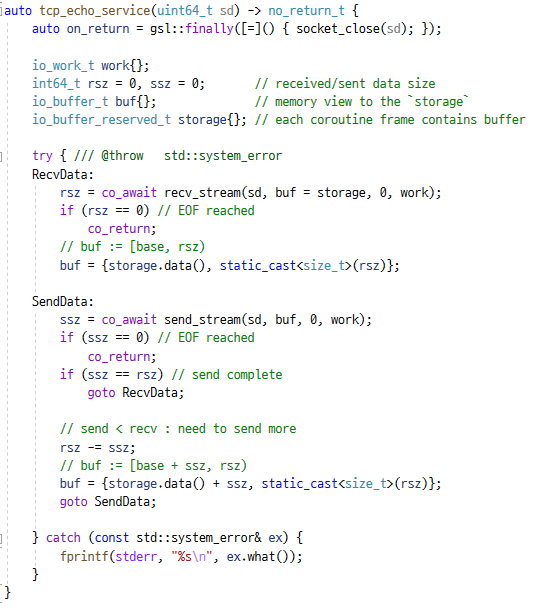 auto tcp_echo_service(uint64_t sd) -> no_return_t {
    auto on_return = gsl::finally([=]() { socket_close(sd); });

    io_work_t work{};
    int64_t rsz = 0, ssz = 0;       // received/sent data size
    io_buffer_t buf{};              // memory view to the `storage`
    io_buffer_reserved_t storage{}; // each coroutine frame contains buffer

    try { /// @throw   std::system_error
    RecvData:
        rsz = co_await recv_stream(sd, buf = storage, 0, work);
        if (rsz == 0) // EOF reached
            co_return;
        // buf := [base, rsz)
        buf = {storage.data(), static_cast<size_t>(rsz)};

    SendData:
        ssz = co_await send_stream(sd, buf, 0, work);
        if (ssz == 0) // EOF reached
            co_return;
        if (ssz == rsz) // send complete
            goto RecvData;

        // send < recv : need to send more
        rsz -= ssz;
        // buf := [base + ssz, rsz)
        buf = {storage.data() + ssz, static_cast<size_t>(rsz)};
        goto SendData;

    } catch (const std::system_error& ex) {
        fprintf(stderr, "%s\n", ex.what());
    }
}